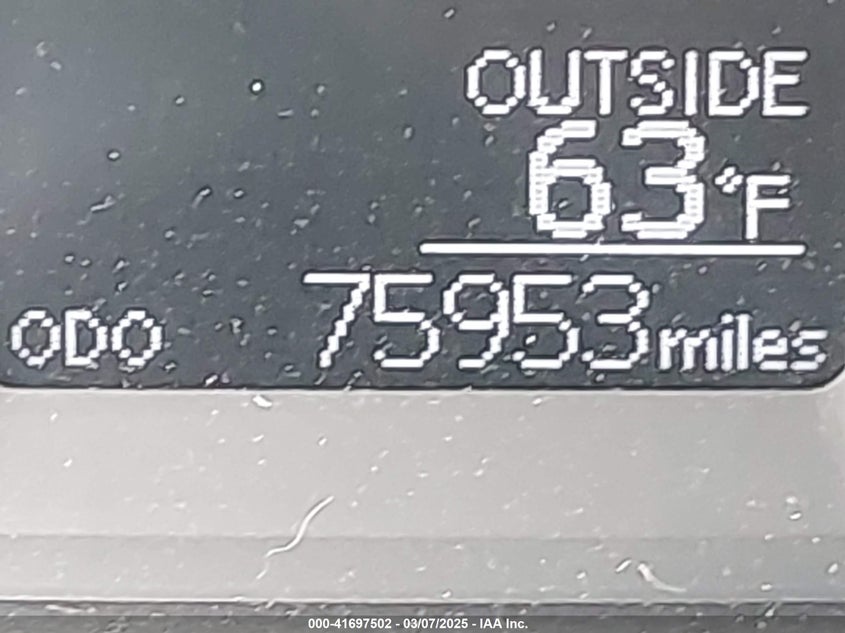 OUTSIDE
63°F
ODO 75953 miles
000-41697502 - 03/07/2025 - IAA Inc.